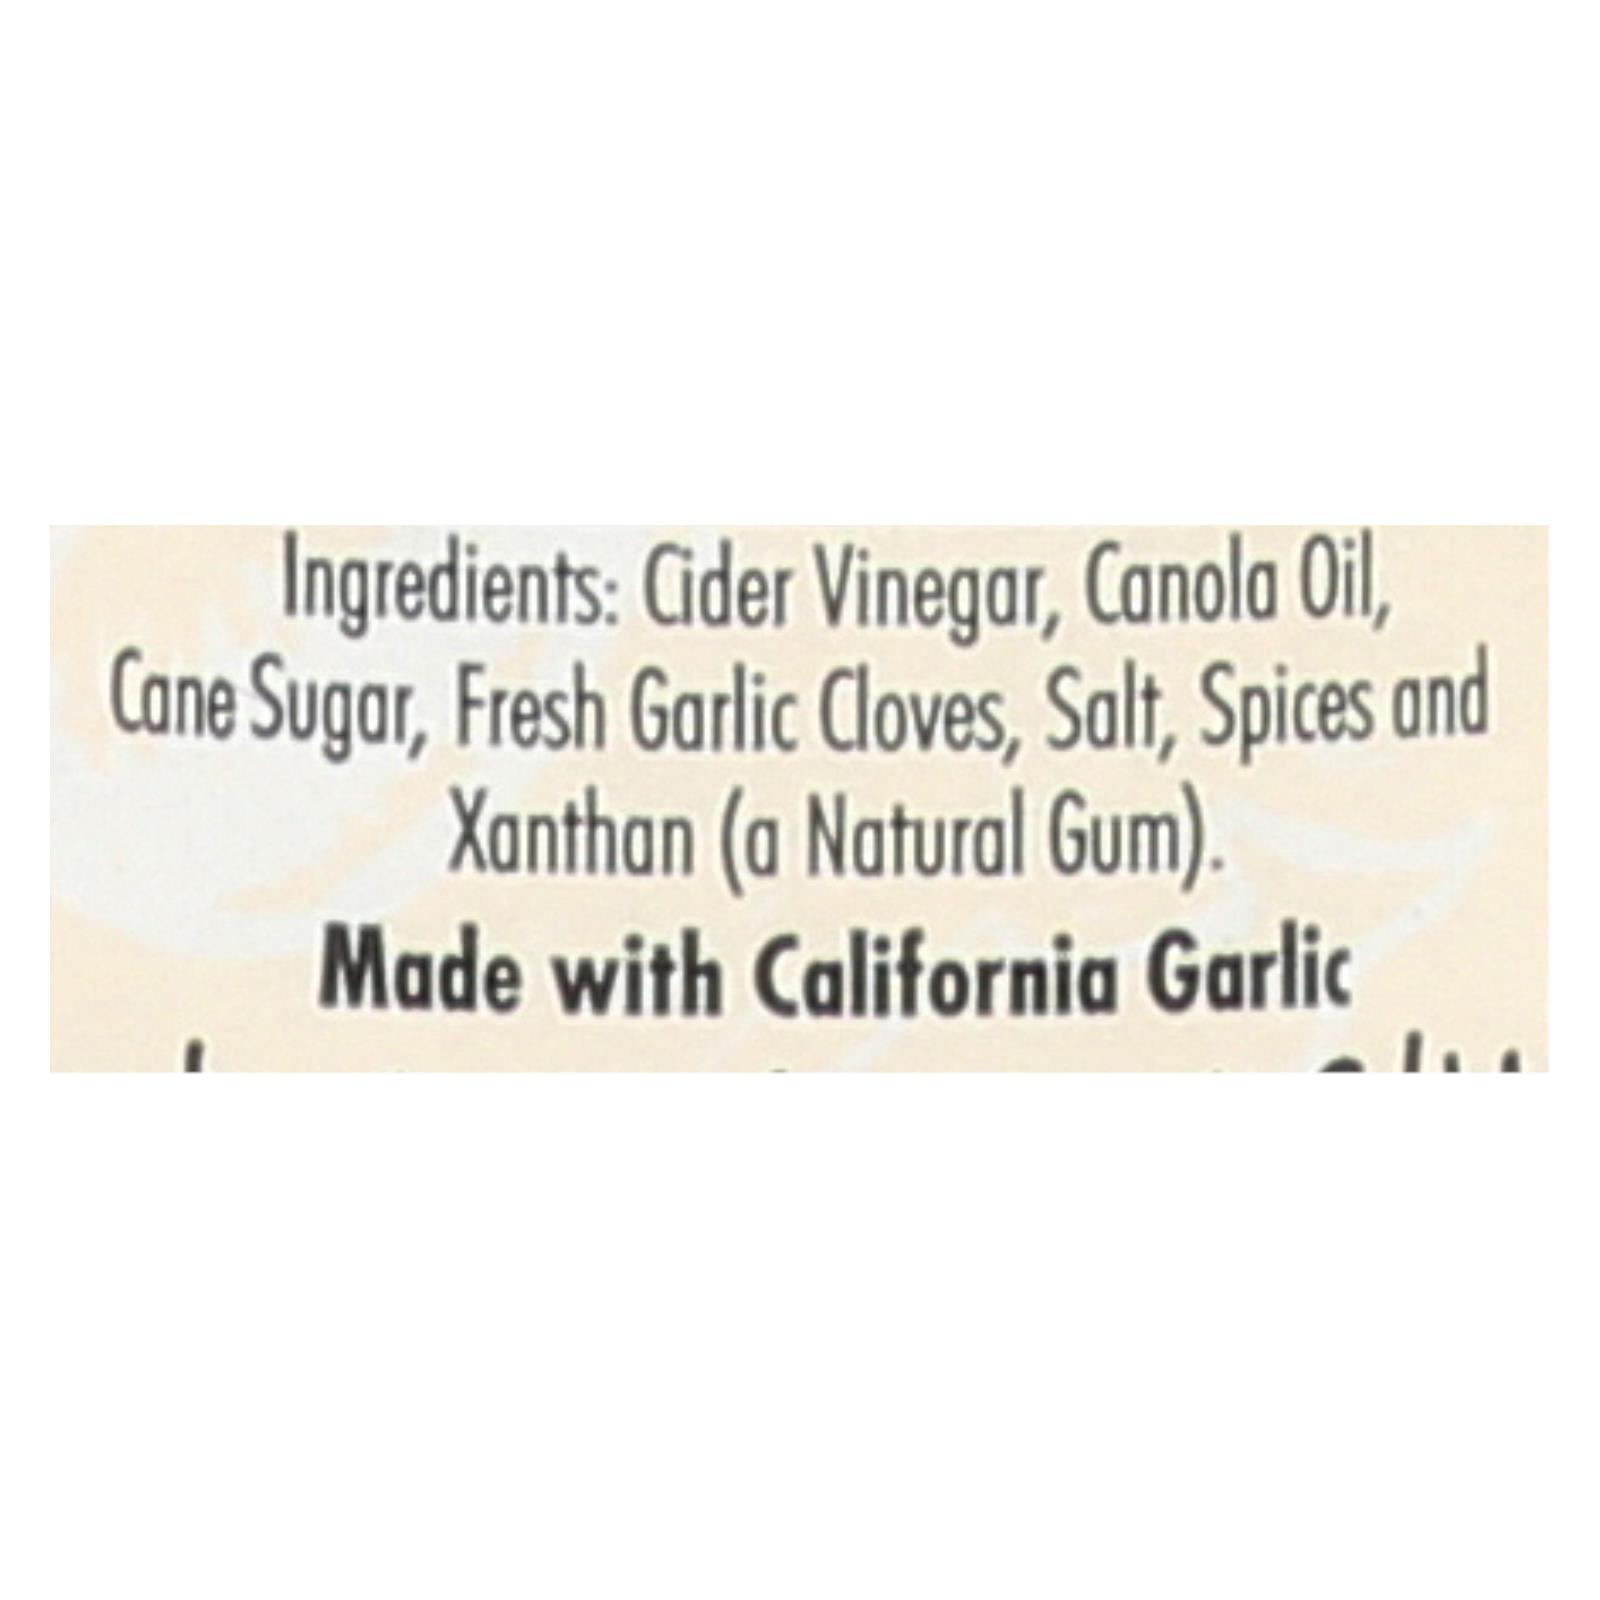 Ingredients: Cider Vinegar, Canola Oil,
Cane Sugar, Fresh Garlic Cloves, Salt, Spices and
Xanthan (a Natural Gum).
Made with California Garlic